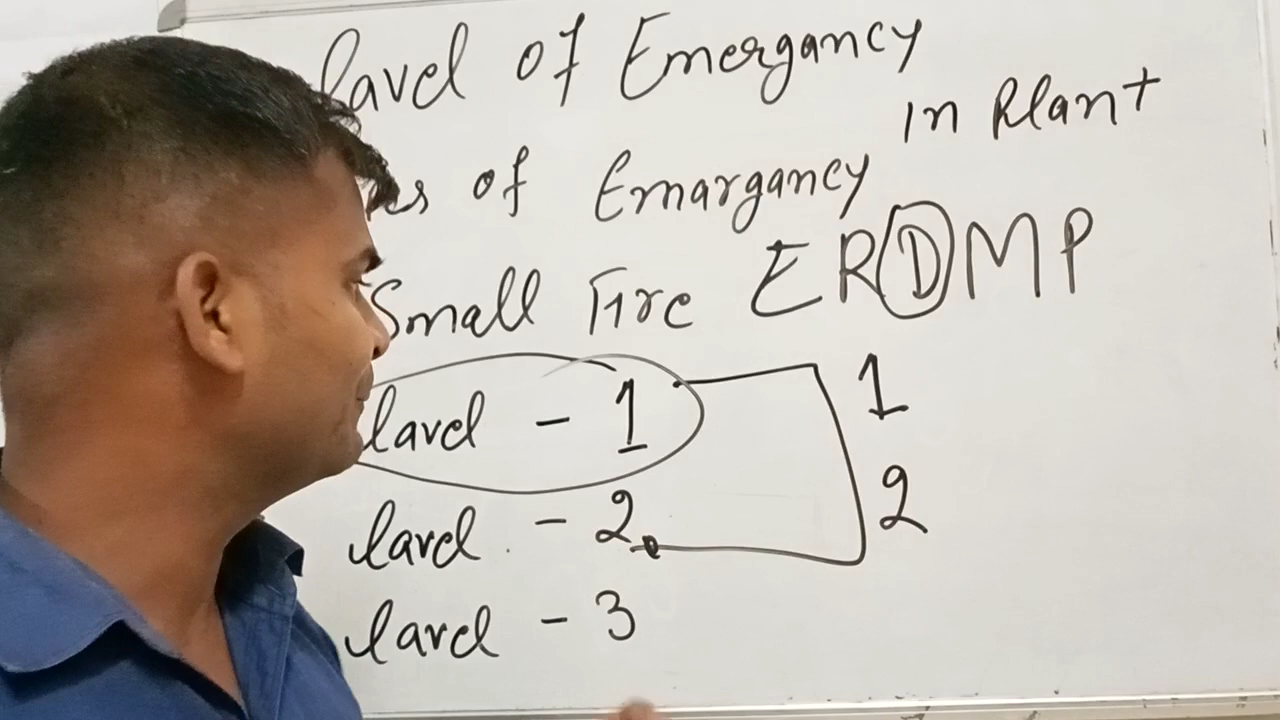 Lavel of Emergancy
in Plant
of Emargancy
Small Fire ERDMP
lavel - 1 1
lavel - 2 2
lavel - 3